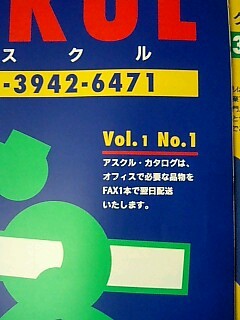 KUL
スクル
-3942-6471
Vol.1 No.1
アスクル・カタログは、
オフィスで必要な品物を
FAX1本で翌日配送
いたします。